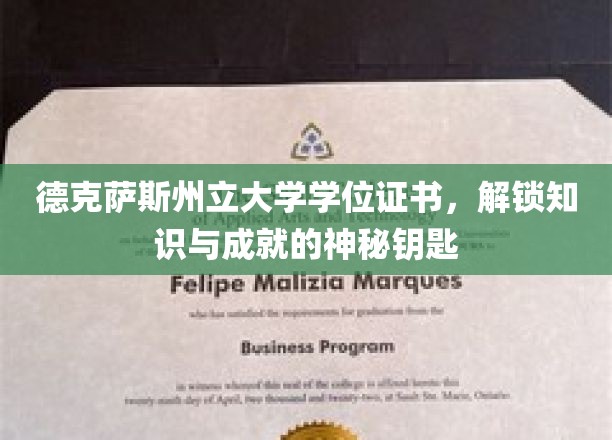 德克萨斯州立大学学位证书，解锁知
识与成就的神秘钥匙
of Applied Arts and Technology
Felipe Malizia Marques
who has satisfied the requirements for graduation from the
Business Program
in witness whereof this seal of the college is affixed hereto this
twenty-ninth day of April, two thousand and twenty-two, at Sault Ste. Marie, Ontario.